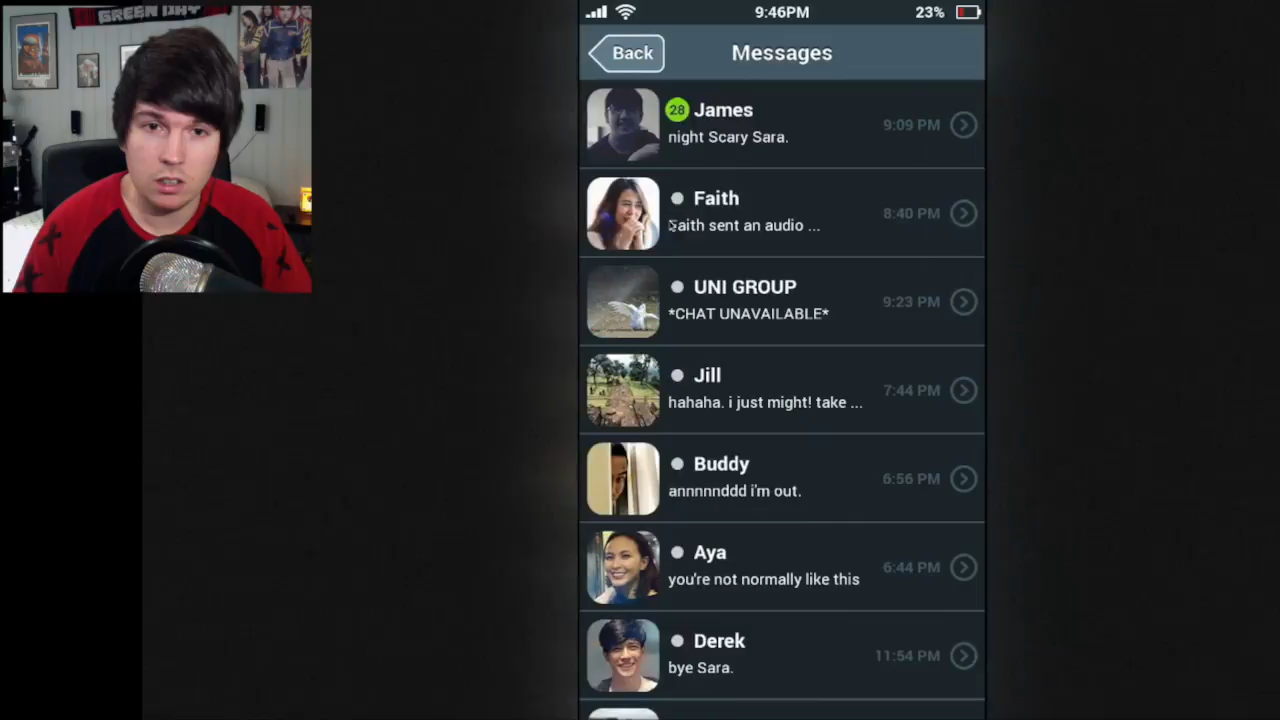 GREEN DAY
9:46PM
23%
Back
Messages
28 James
night Scary Sara.
9:09 PM
Faith
Faith sent an audio ...
8:40 PM
UNI GROUP
*CHAT UNAVAILABLE*
9:23 PM
Jill
hahaha. i just might! take ...
7:44 PM
Buddy
annnnnddd i'm out.
6:56 PM
Aya
you're not normally like this
6:44 PM
Derek
bye Sara.
11:54 PM